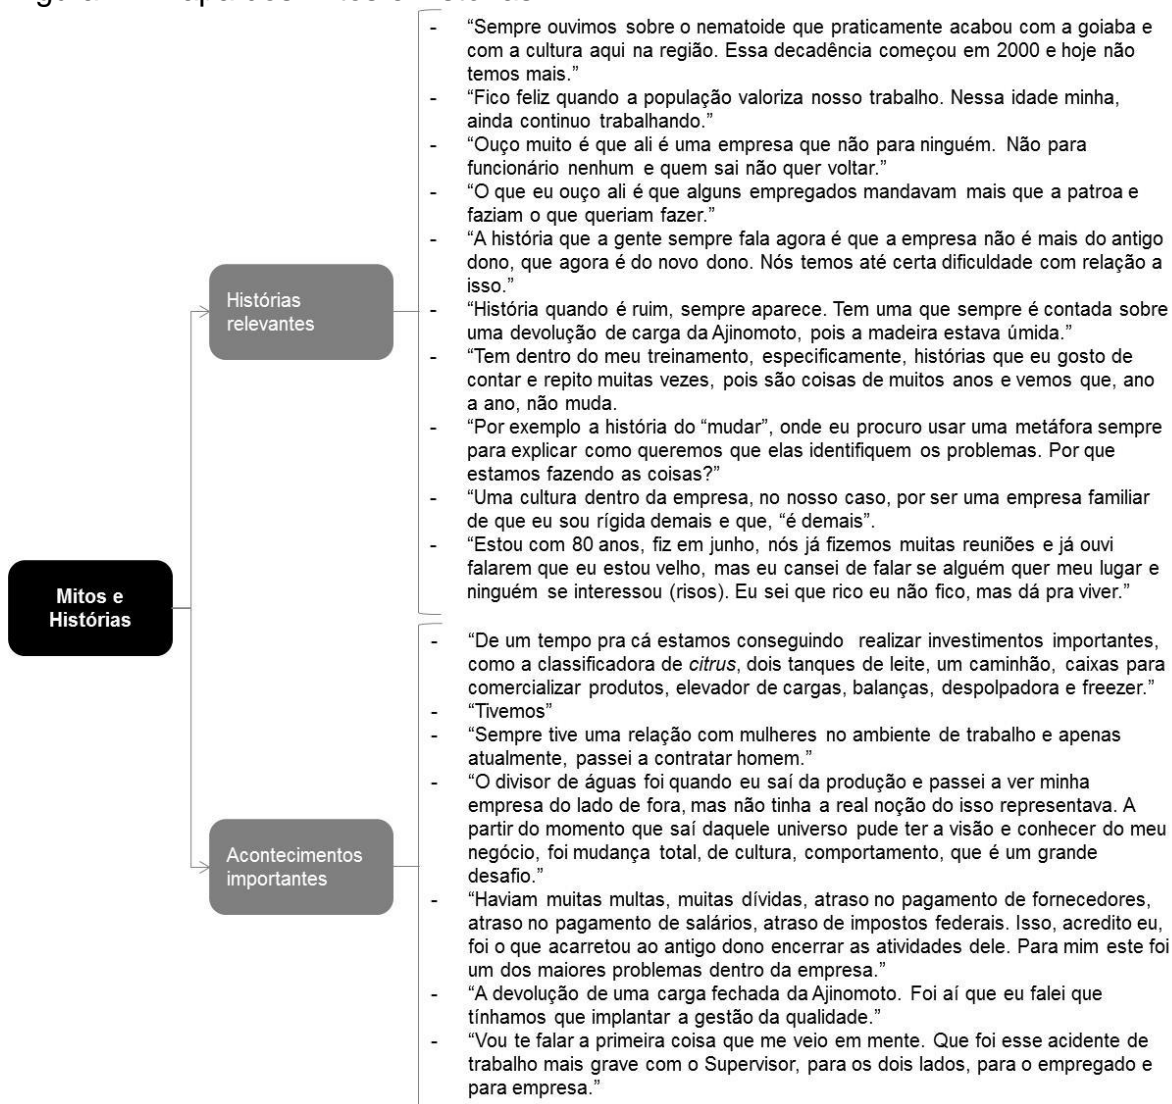 - “Sempre ouvimos sobre o nematoide que praticamente acabou com a goiaba e
com a cultura aqui na região. Essa decadência começou em 2000 e hoje não
temos mais.”
- “Fico feliz quando a população valoriza nosso trabalho. Nessa idade minha,
ainda continuo trabalhando.”
- “Ouço muito é que ali é uma empresa que não para ninguém. Não para
funcionário nenhum e quem sai não quer voltar.”
- “O que eu ouço ali é que alguns empregados mandavam mais que a patroa e
faziam o que queriam fazer.”
- “A história que a gente sempre fala agora é que a empresa não é mais do antigo
dono, que agora é do novo dono. Nós temos até certa dificuldade com relação a
isso.”
Histórias
relevantes
- “História quando é ruim, sempre aparece. Tem uma que sempre é contada sobre
uma devolução de carga da Ajinomoto, pois a madeira estava úmida.”
- “Tem dentro do meu treinamento, especificamente, histórias que eu gosto de
contar e repito muitas vezes, pois são coisas de muitos anos e vemos que, ano
a ano, não muda.
- “Por exemplo a história do “mudar”, onde eu procuro usar uma metáfora sempre
para explicar como queremos que elas identifiquem os problemas. Por que
estamos fazendo as coisas?”
- “Uma cultura dentro da empresa, no nosso caso, por ser uma empresa familiar
de que eu sou rígida demais e que, “é demais”.
- “Estou com 80 anos, fiz em junho, nós já fizemos muitas reuniões e já ouvi
falarem que eu estou velho, mas eu cansei de falar se alguém quer meu lugar e
ninguém se interessou (risos). Eu sei que rico eu não fico, mas dá pra viver.”
Mitos e
Histórias
- “De um tempo pra cá estamos conseguindo realizar investimentos importantes,
como a classificadora de citrus, dois tanques de leite, um caminhão, caixas para
comercializar produtos, elevador de cargas, balanças, despolpadora e freezer.”
- “Tivemos”
- “Sempre tive uma relação com mulheres no ambiente de trabalho e apenas
atualmente, passei a contratar homem.”
- “O divisor de águas foi quando eu saí da produção e passei a ver minha
empresa do lado de fora, mas não tinha a real noção do isso representava. A
partir do momento que saí daquele universo pude ter a visão e conhecer do meu
negócio, foi mudança total, de cultura, comportamento, que é um grande
desafio.”
Acontecimentos
importantes
- “Haviam muitas multas, muitas dívidas, atraso no pagamento de fornecedores,
atraso no pagamento de salários, atraso de impostos federais. Isso, acredito eu,
foi o que acarretou ao antigo dono encerrar as atividades dele. Para mim este foi
um dos maiores problemas dentro da empresa.”
- “A devolução de uma carga fechada da Ajinomoto. Foi aí que eu falei que
tínhamos que implantar a gestão da qualidade.”
- “Vou te falar a primeira coisa que me veio em mente. Que foi esse acidente de
trabalho mais grave com o Supervisor, para os dois lados, para o empregado e
para empresa.”